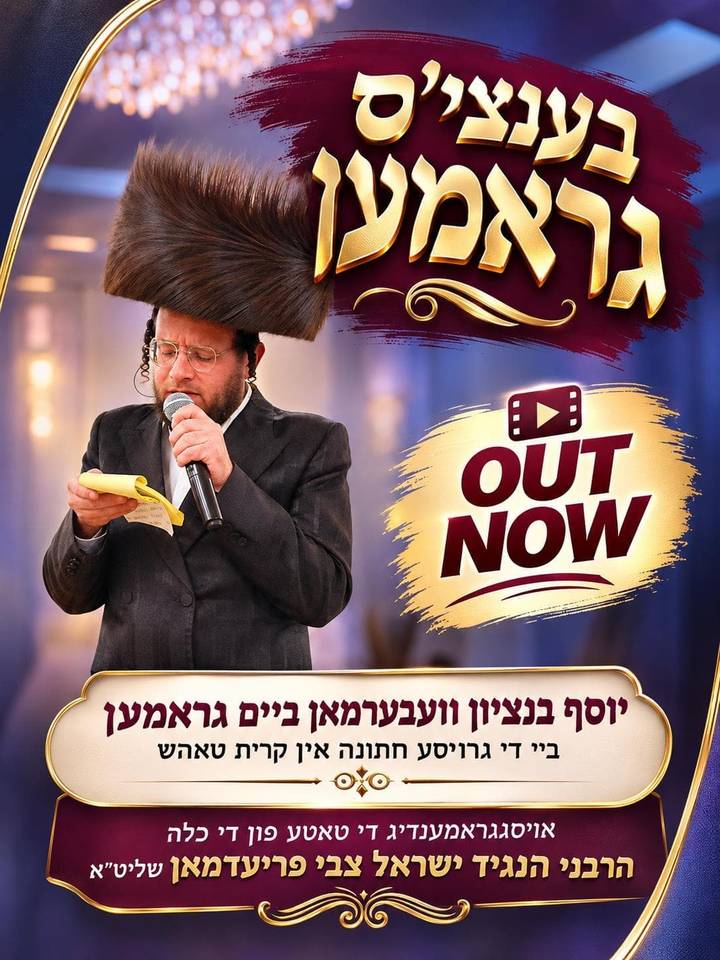 בענצי׳ס
גראמען
OUT
NOW
יוסף בנציון וועבערמאן ביים גראמען
ביי די גרויסע חתונה אין קרית טאהש
אויסגגראמענדיג די טאטע פון די כלה
הרבני הנגיד ישראל צבי פריעדמאן שליט״א